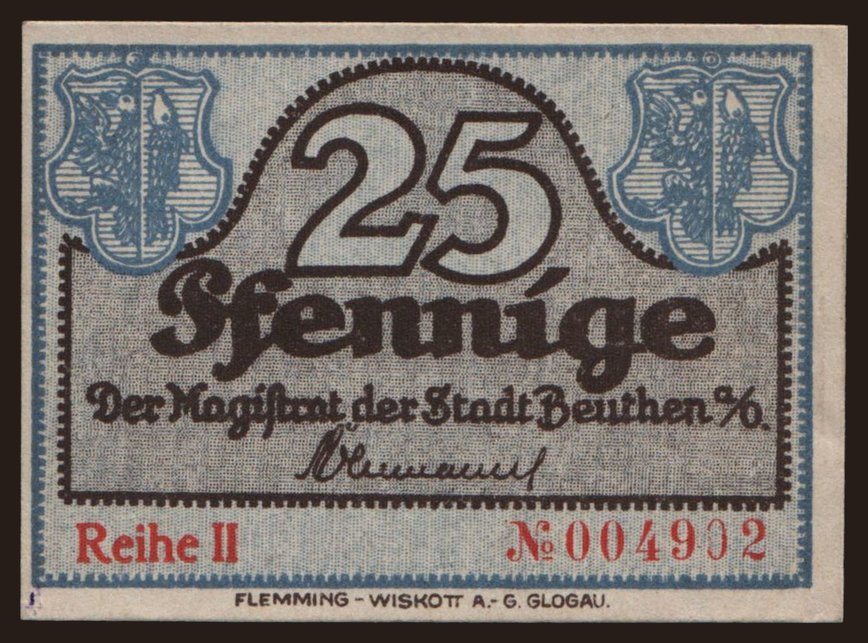 25
Pfennige
Der Magistrat der Stadt Beuthen a/O.
Reihe II
№ 004902
FLEMMING - WISKOTT A.- G. GLOGAU.